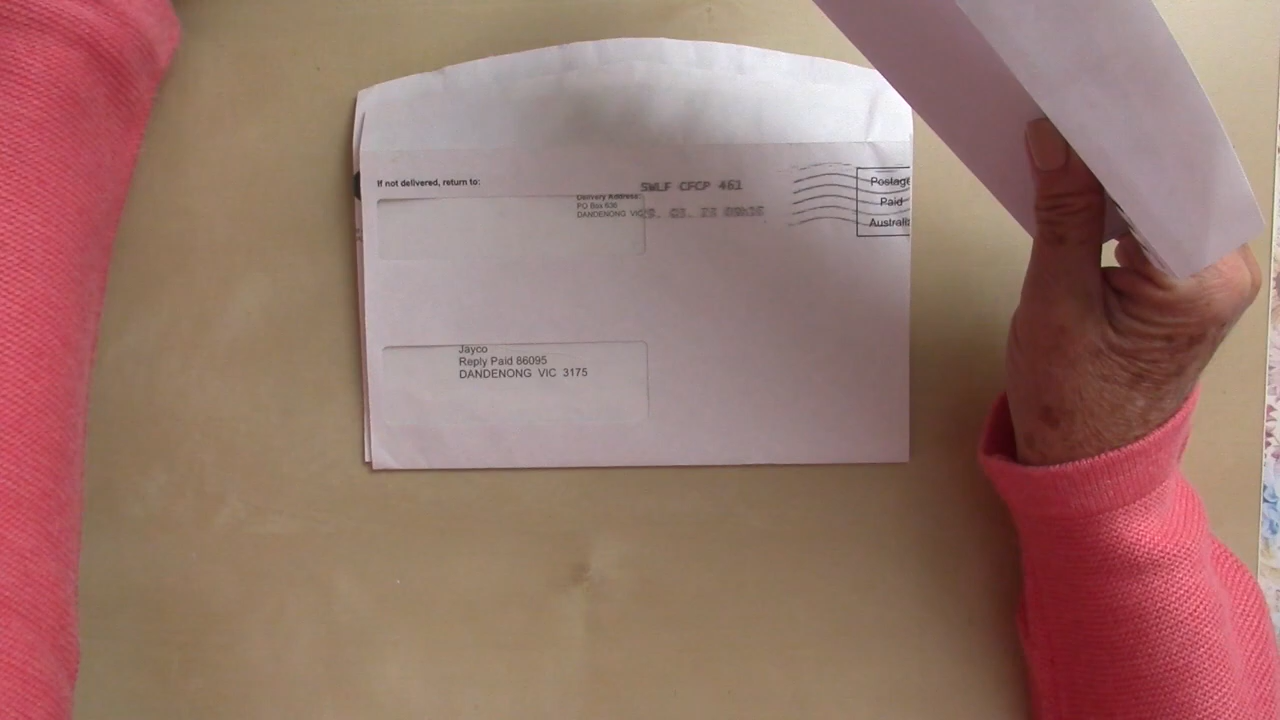 If not delivered, return to:
Delivery Address:
PO Box 636
DANDENONG VIC
SWLF CFCP 461
Postage
Paid
Australia
Jayco
Reply Paid 86095
DANDENONG VIC 3175